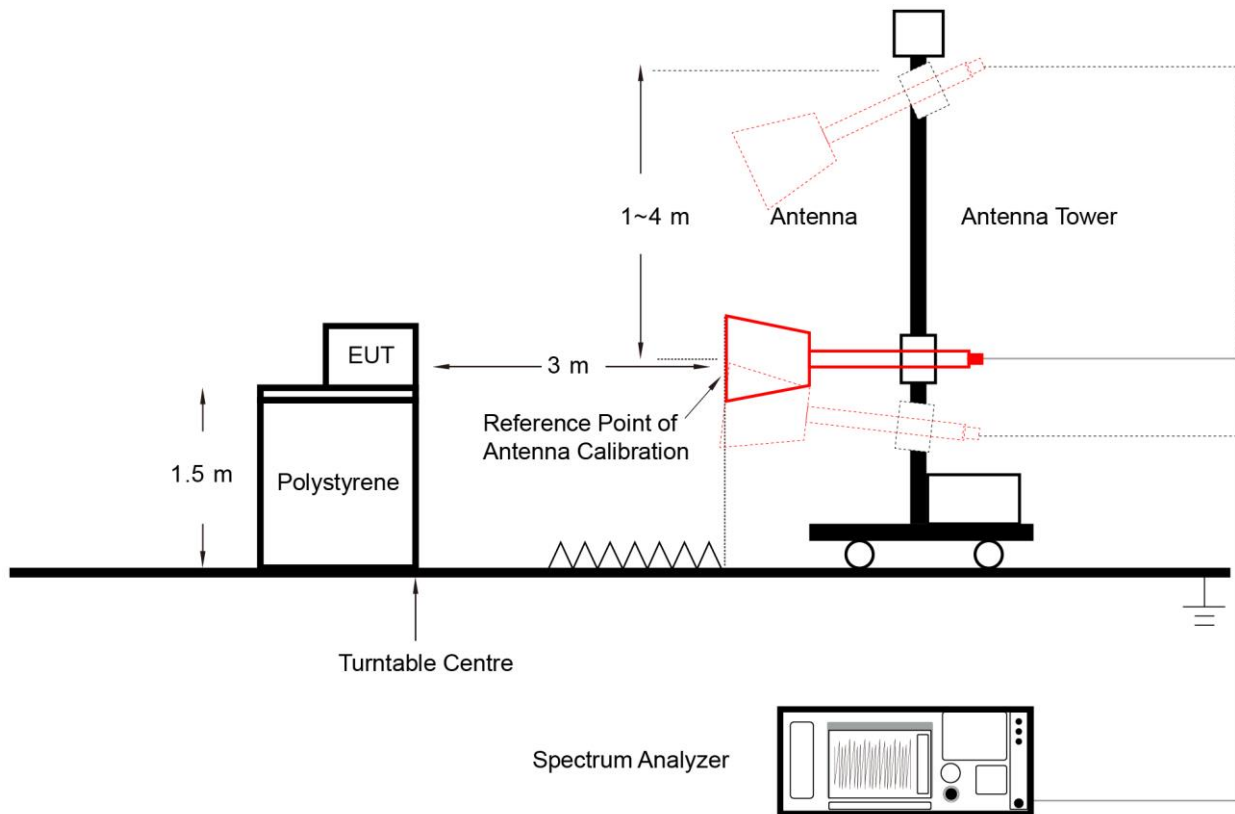 1~4 m
Antenna
Antenna Tower
EUT
3 m
Reference Point of
Antenna Calibration
1.5 m
Polystyrene
Turntable Centre
Spectrum Analyzer